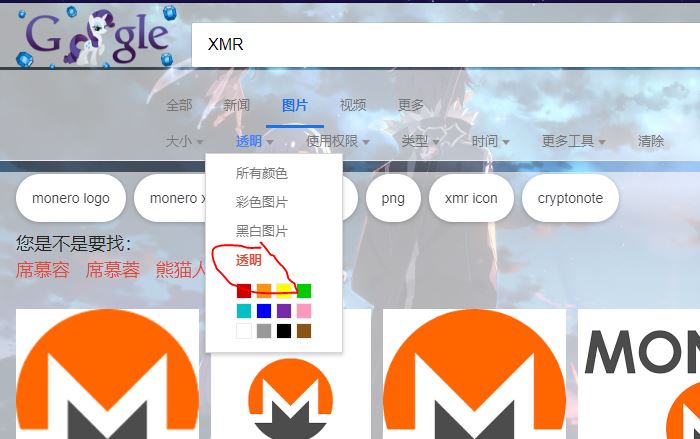 Google
XMR
全部 新闻 图片 视频 更多
大小 透明 使用权限 类型 时间 更多工具 清除
所有颜色
彩色图片
黑白图片
透明
monero logo monero x png xmr icon cryptonote
您是不是要找：
席慕容 席慕蓉 熊猫人
MON